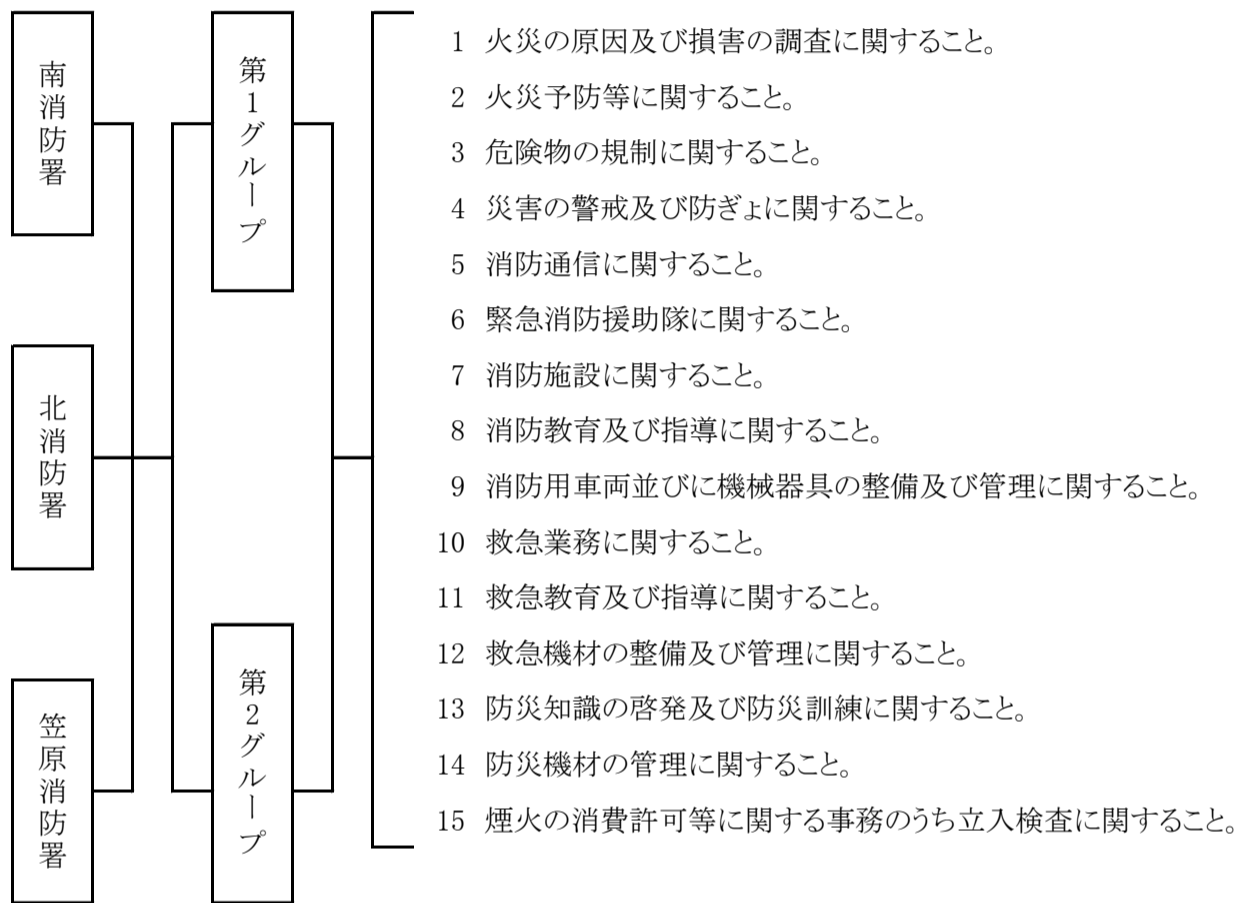 南消防署
北消防署
笠原消防署
第1グループ
第2グループ
1 火災の原因及び損害の調査に関すること。
2 火災予防等に関すること。
3 危険物の規制に関すること。
4 災害の警戒及び防ぎょに関すること。
5 消防通信に関すること。
6 緊急消防援助隊に関すること。
7 消防施設に関すること。
8 消防教育及び指導に関すること。
9 消防用車両並びに機械器具の整備及び管理に関すること。
10 救急業務に関すること。
11 救急教育及び指導に関すること。
12 救急機材の整備及び管理に関すること。
13 防災知識の啓発及び防災訓練に関すること。
14 防災機材の管理に関すること。
15 煙火の消費許可等に関する事務のうち立入検査に関すること。